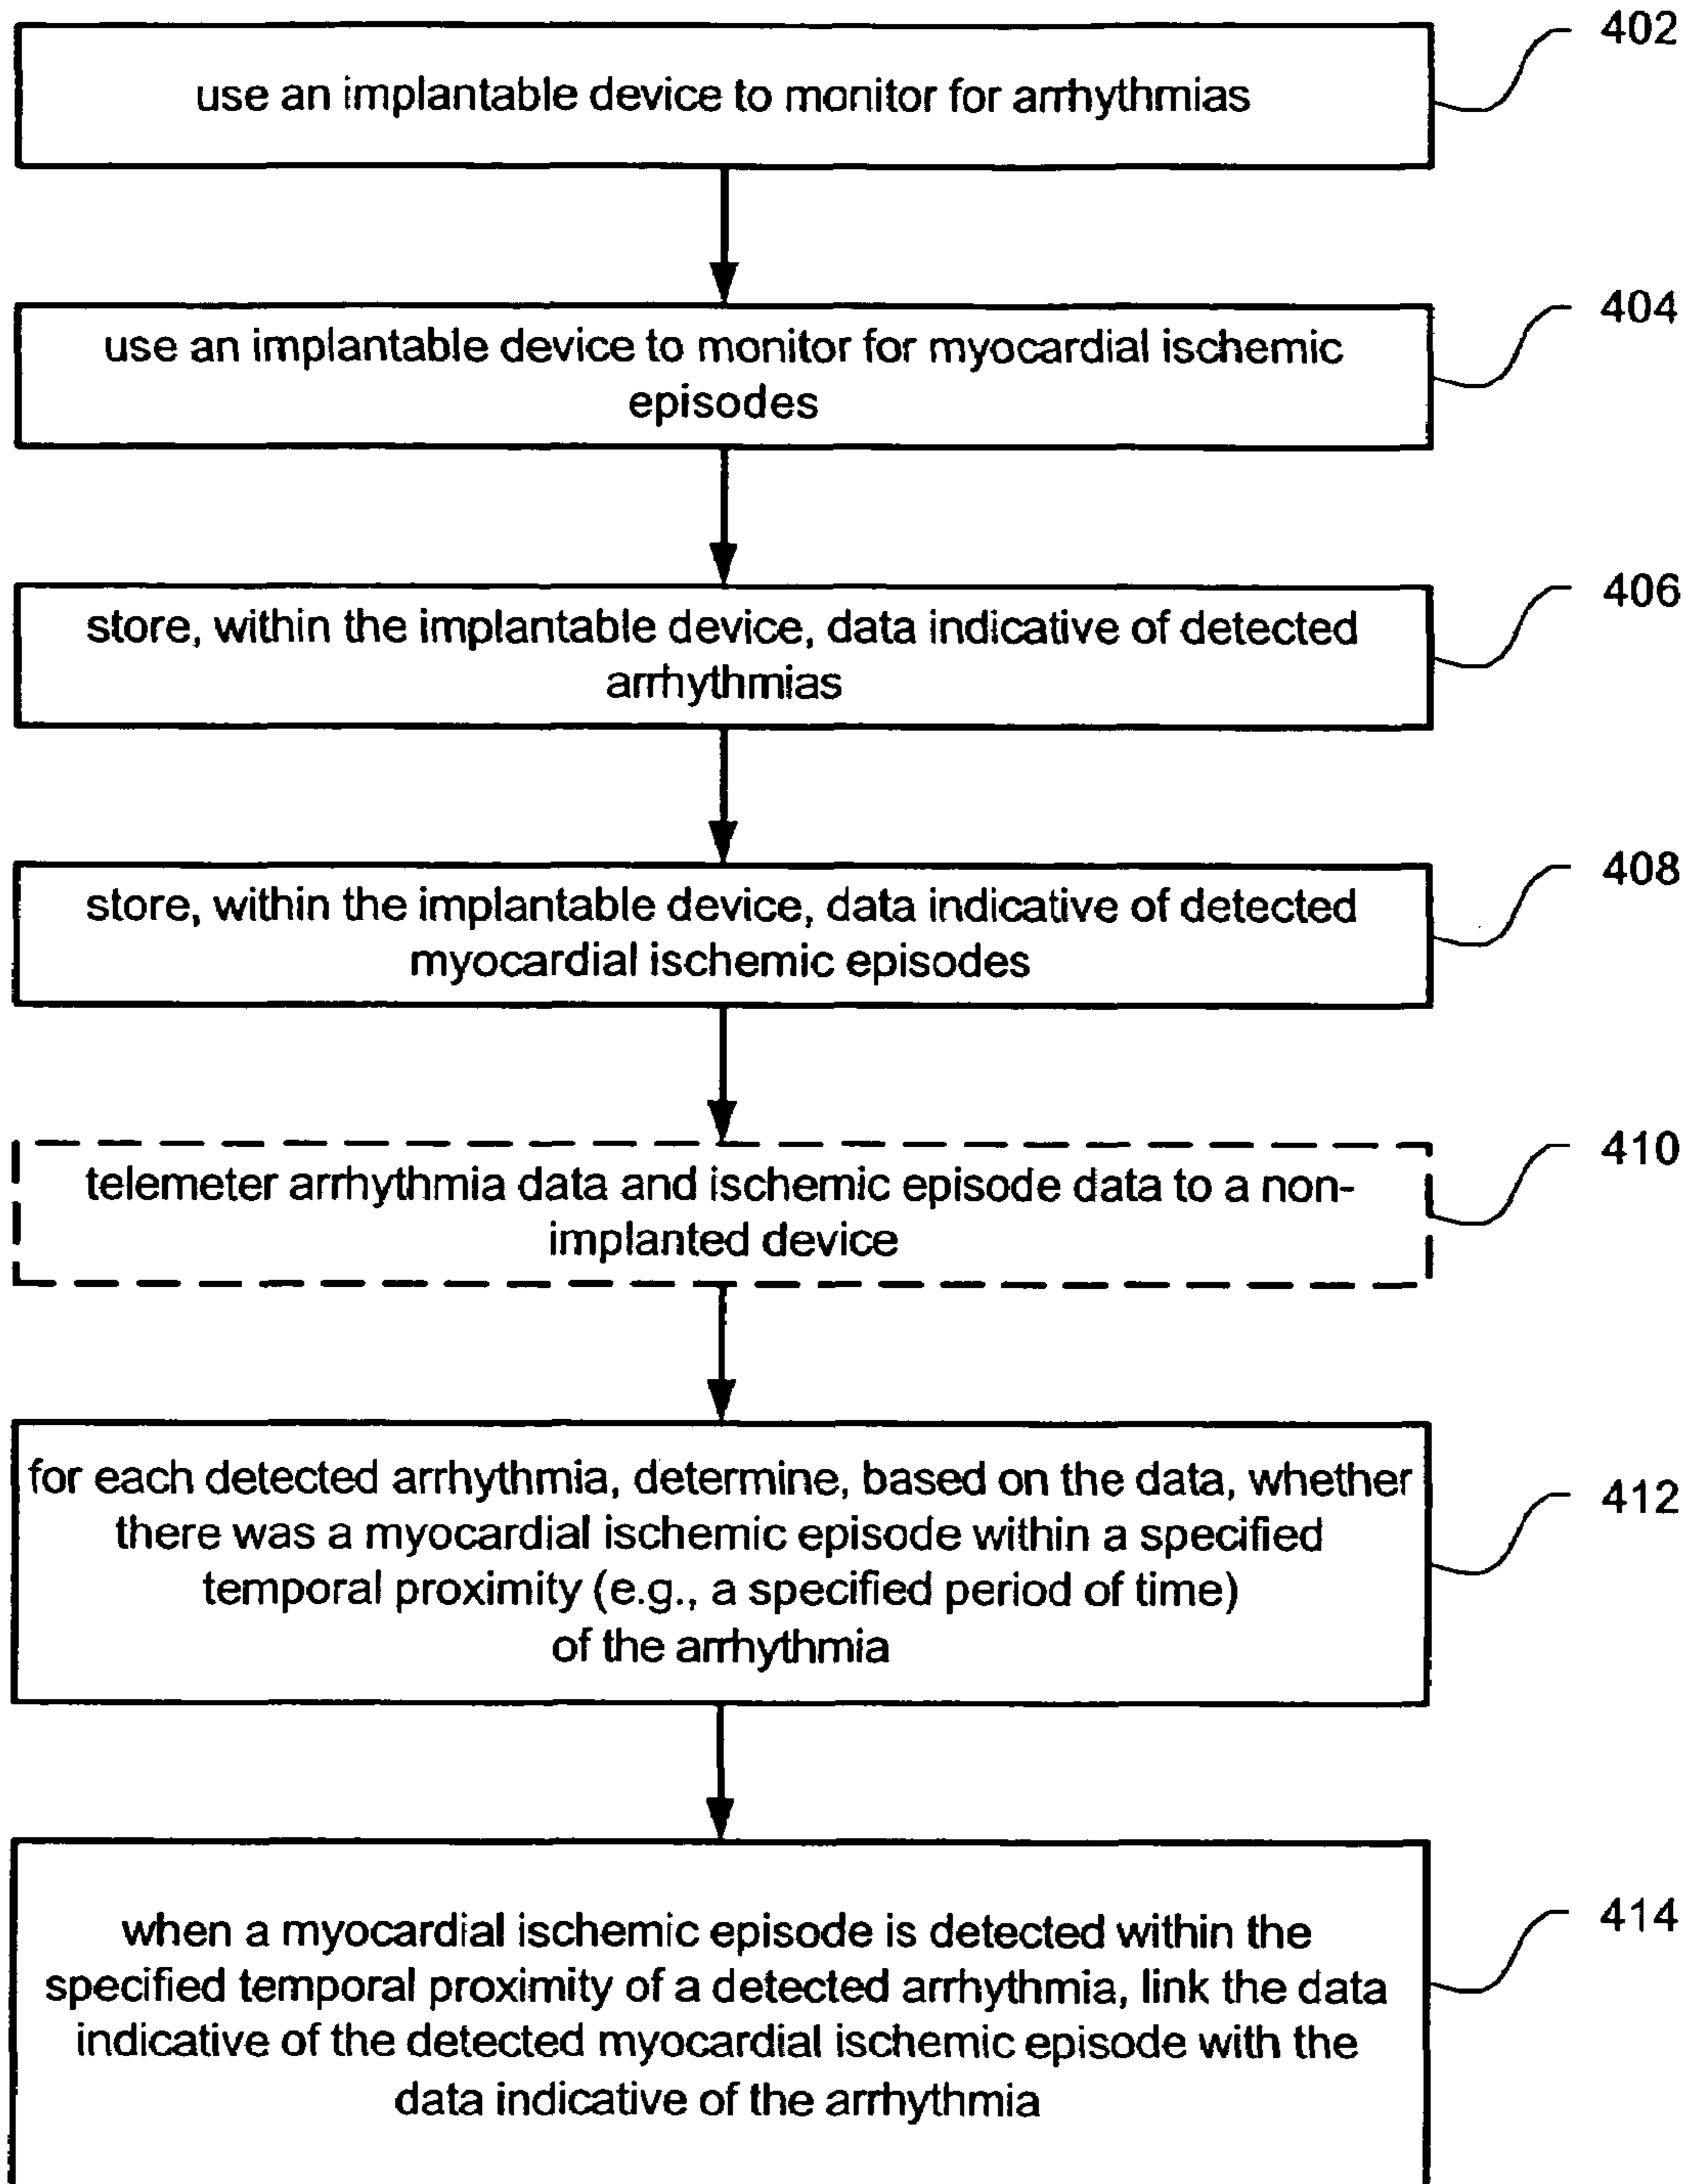 402
use an implantable device to monitor for arrhythmias
404
use an implantable device to monitor for myocardial ischemic
episodes
406
store, within the implantable device, data indicative of detected
arrhythmias
408
store, within the implantable device, data indicative of detected
myocardial ischemic episodes
410
telemeter arrhythmia data and ischemic episode data to a non-
implanted device
412
for each detected arrhythmia, determine, based on the data, whether
there was a myocardial ischemic episode within a specified
temporal proximity (e.g., a specified period of time)
of the arrhythmia
414
when a myocardial ischemic episode is detected within the
specified temporal proximity of a detected arrhythmia, link the data
indicative of the detected myocardial ischemic episode with the
data indicative of the arrhythmia